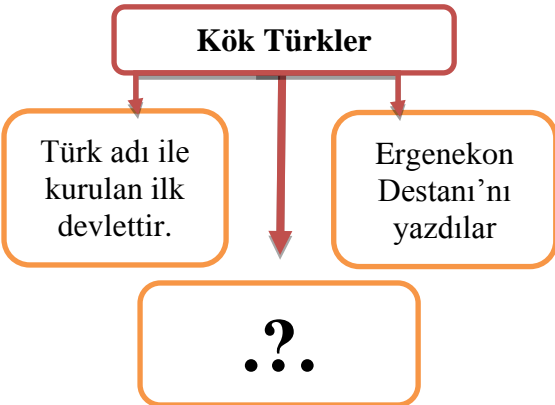 Kök Türkler
Türk adı ile
kurulan ilk
devlettir.
Ergenekon
Destanı’nı
yazdılar
.?.